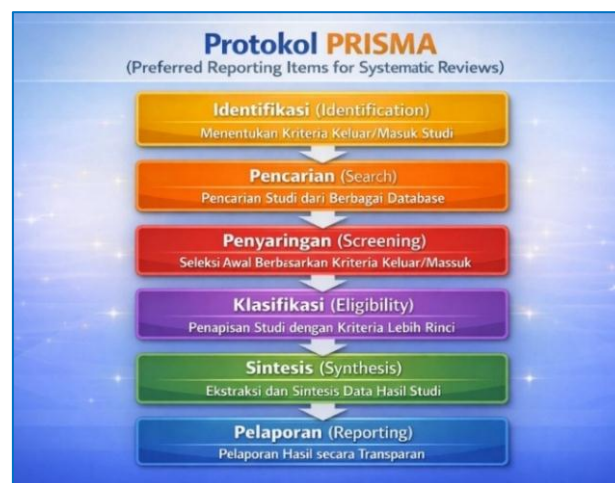 Protokol PRISMA
(Preferred Reporting Items for Systematic Reviews)
Identifikasi (Identification)
Menentukan Kriteria Keluar/Masuk Studi
Pencarian (Search)
Pencarian Studi dari Berbagai Database
Penyaringan (Screening)
Seleksi Awal Berbasarkan Kriteria Keluar/Massuk
Klasifikasi (Eligibility)
Penapisan Studi dengan Kriteria Lebih Rinci
Sintesis (Synthesis)
Ekstraksi dan Sintesis Data Hasil Studi
Pelaporan (Reporting)
Pelaporan Hasil secara Transparan